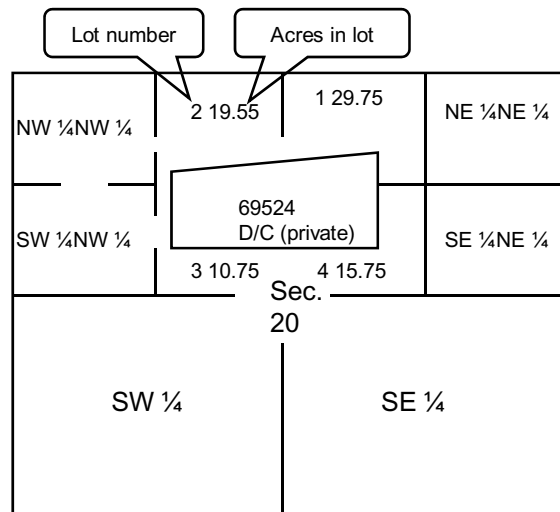 Lot number
Acres in lot
2 19.55
1 29.75
NW ¼NW ¼
NE ¼NE ¼
69524
D/C (private)
SW ¼NW ¼
SE ¼NE ¼
3 10.75
4 15.75
Sec.
20
SW ¼
SE ¼